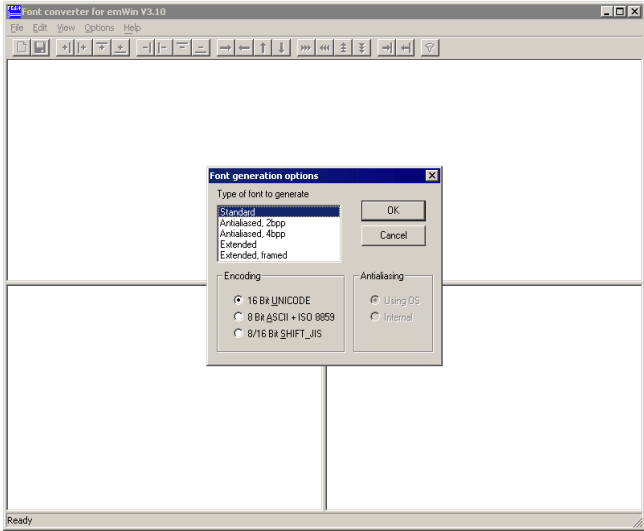 Font converter for emWin V3.10
File Edit View Options Help
Font generation options
Type of font to generate
Standard
Antialiased, 2bpp
Antialiased, 4bpp
Extended
Extended, framed
OK
Cancel
Encoding
16 Bit UNICODE
8 Bit ASCII + ISO 8859
8/16 Bit SHIFT_JIS
Antialiasing
Using OS
Internal
Ready